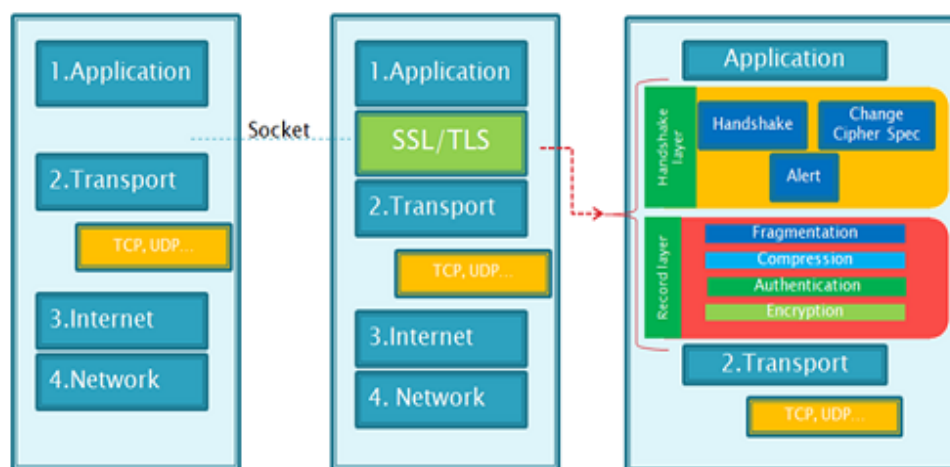 1.Application
2.Transport
TCP, UDP...
3.Internet
4.Network
Socket
1.Application
SSL/TLS
2.Transport
TCP, UDP...
3.Internet
4. Network
Application
Handshake
layer
Handshake
Change
Cipher Spec
Alert
Record layer
Fragmentation
Compression
Authentication
Encryption
2.Transport
TCP, UDP...